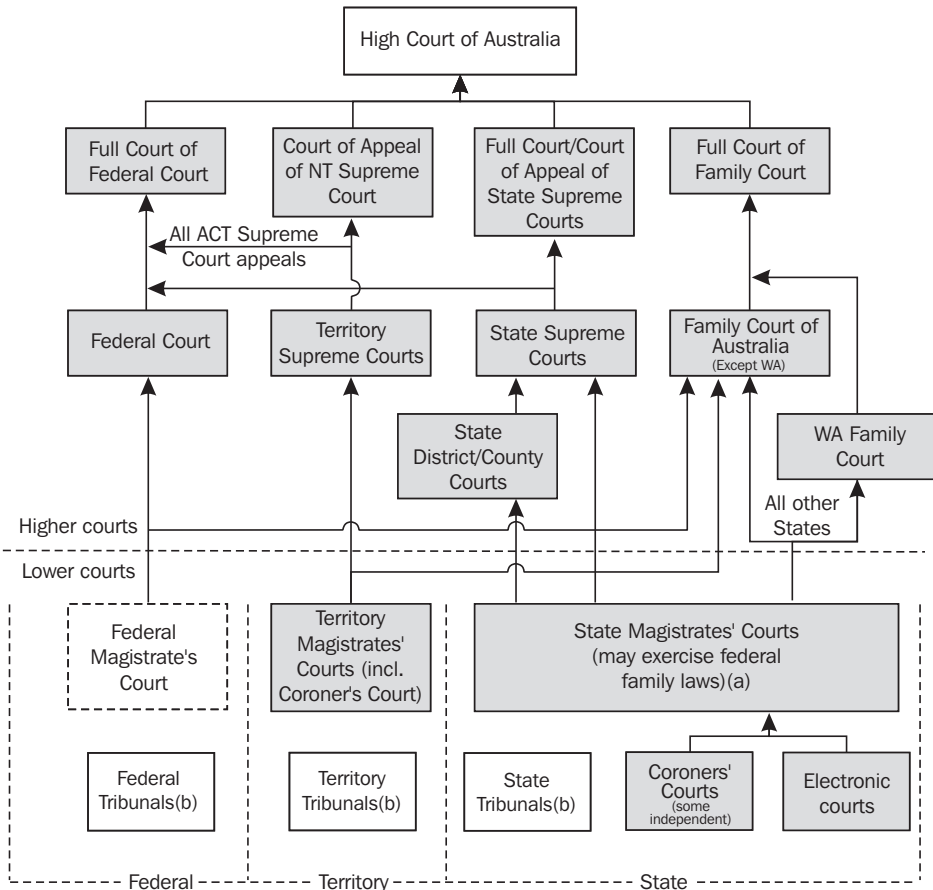 High Court of Australia
Full Court of
Federal Court
Court of Appeal
of NT Supreme
Court
Full Court/Court
of Appeal of
State Supreme
Courts
Full Court of
Family Court
All ACT Supreme
Court appeals
Federal Court
Territory
Supreme Courts
State Supreme
Courts
Family Court of
Australia
(Except WA)
State
District/County
Courts
WA Family
Court
All other
States
Higher courts
Lower courts
Federal
Magistrate's
Court
Territory
Magistrates'
Courts (incl.
Coroner's Court)
State Magistrates' Courts
(may exercise federal
family laws)(a)
Federal
Tribunals(b)
Territory
Tribunals(b)
State
Tribunals(b)
Coroners'
Courts
(some
independent)
Electronic
courts
Federal
Territory
State